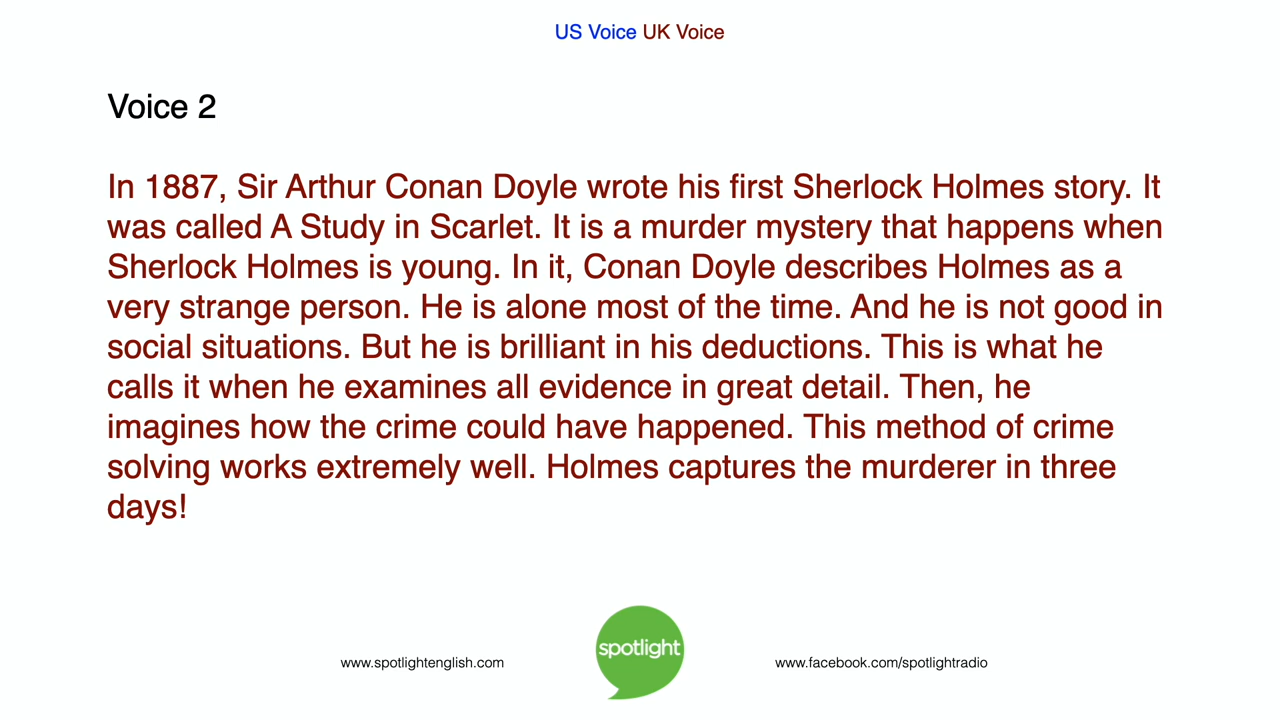 US Voice UK Voice
Voice 2
In 1887, Sir Arthur Conan Doyle wrote his first Sherlock Holmes story. It
was called A Study in Scarlet. It is a murder mystery that happens when
Sherlock Holmes is young. In it, Conan Doyle describes Holmes as a
very strange person. He is alone most of the time. And he is not good in
social situations. But he is brilliant in his deductions. This is what he
calls it when he examines all evidence in great detail. Then, he
imagines how the crime could have happened. This method of crime
solving works extremely well. Holmes captures the murderer in three
days!
www.spotlightenglish.com
spotlight
www.facebook.com/spotlightradio